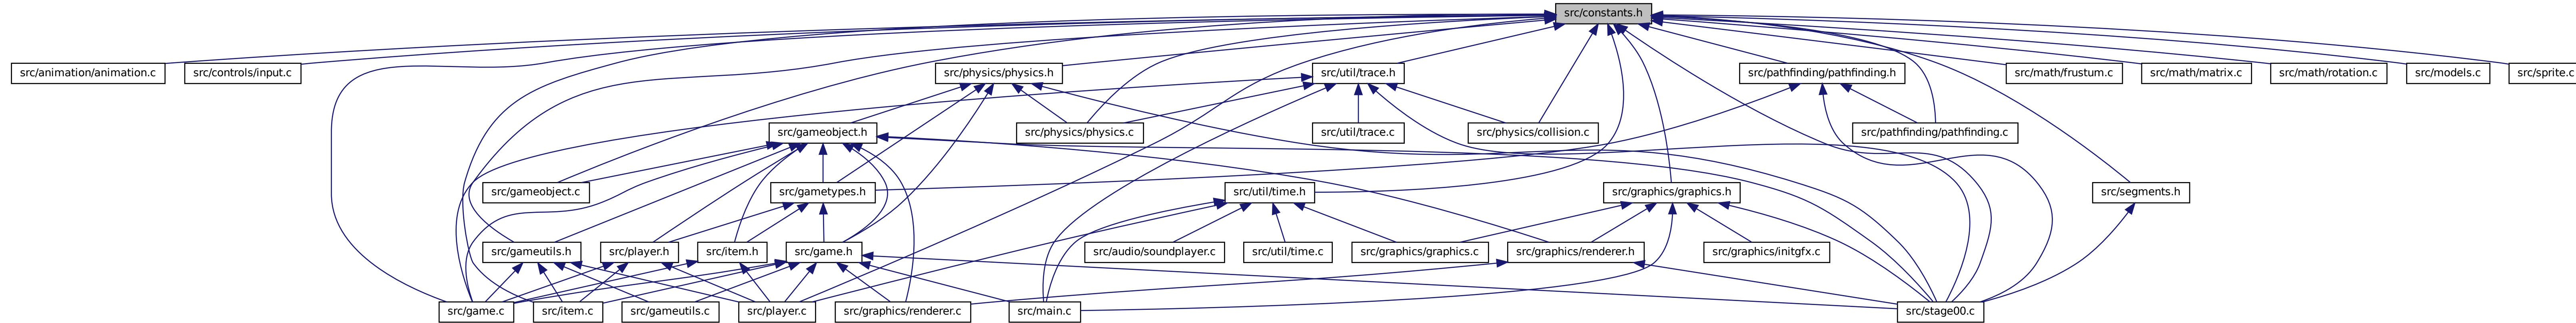 src/constants.h
src/animation/animation.c
src/controls/input.c
src/physics/physics.h
src/util/trace.h
src/pathfinding/pathfinding.h
src/math/frustum.c
src/math/matrix.c
src/math/rotation.c
src/models.c
src/sprite.c
src/gameobject.h
src/physics/physics.c
src/util/trace.c
src/physics/collision.c
src/pathfinding/pathfinding.c
src/gameobject.c
src/gametypes.h
src/util/time.h
src/graphics/graphics.h
src/segments.h
src/gameutils.h
src/player.h
src/item.h
src/game.h
src/audio/soundplayer.c
src/util/time.c
src/graphics/graphics.c
src/graphics/renderer.h
src/graphics/initgfx.c
src/game.c
src/item.c
src/gameutils.c
src/player.c
src/graphics/renderer.c
src/main.c
src/stage00.c